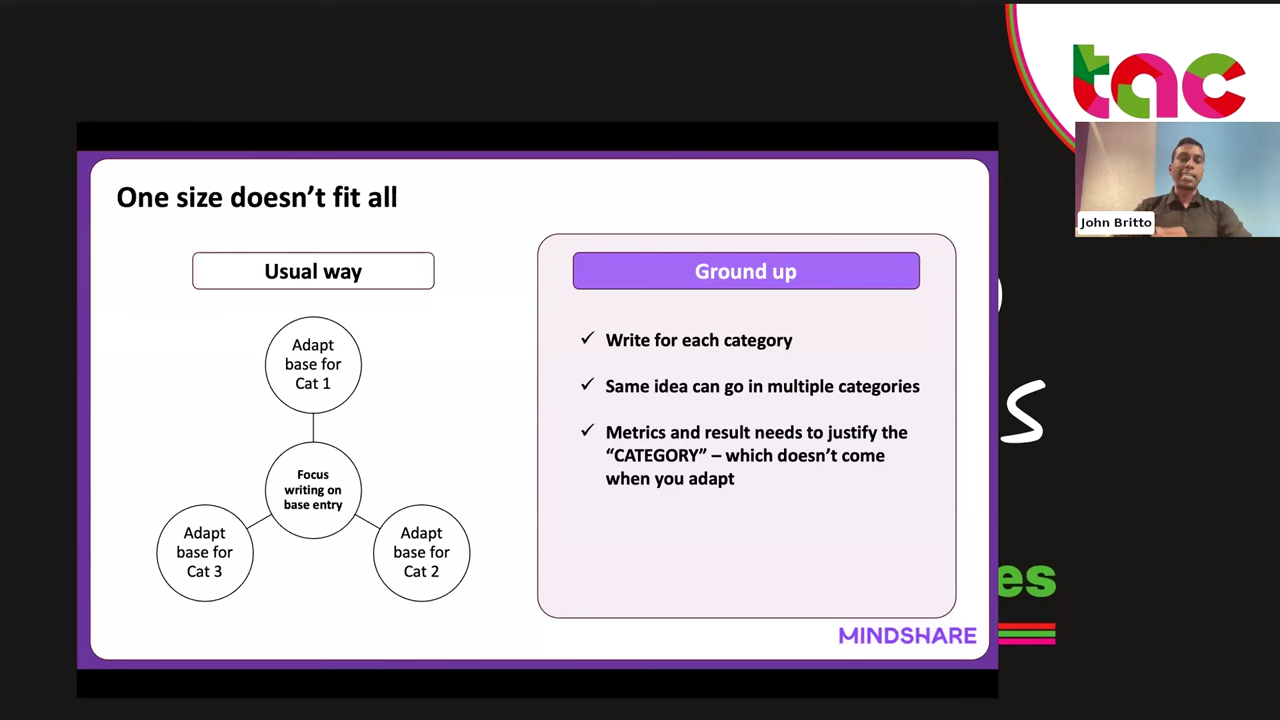 tac
John Britto
One size doesn’t fit all
Usual way
Adapt
base for
Cat 1
Focus
writing on
base entry
Adapt
base for
Cat 3
Adapt
base for
Cat 2
Ground up
✓ Write for each category
✓ Same idea can go in multiple categories
✓ Metrics and result needs to justify the
“CATEGORY” – which doesn’t come
when you adapt
MINDSHARE
s
es